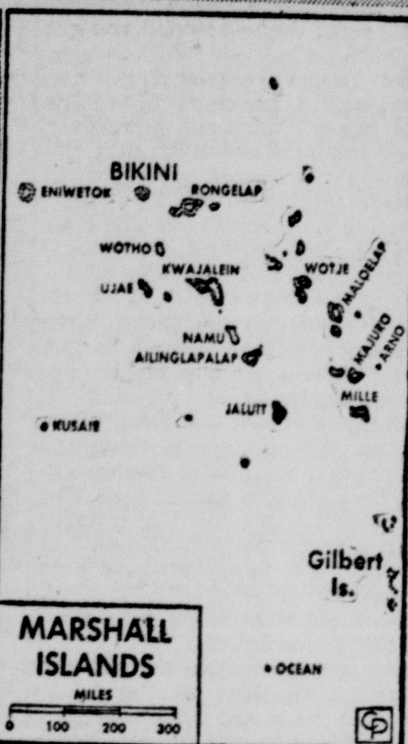 BIKINI
ENIWETOK
RONGELAP
WOTHO
KWAJALEIN
UJAE
WOTJE
MALOELAP
NAMU
AILINGLAPALAP
MAJURO
ARNO
JALUIT
MILLE
KUSAIE
Gilbert
Is.
MARSHALL
ISLANDS
MILES
0 100 200 300
OCEAN
CP